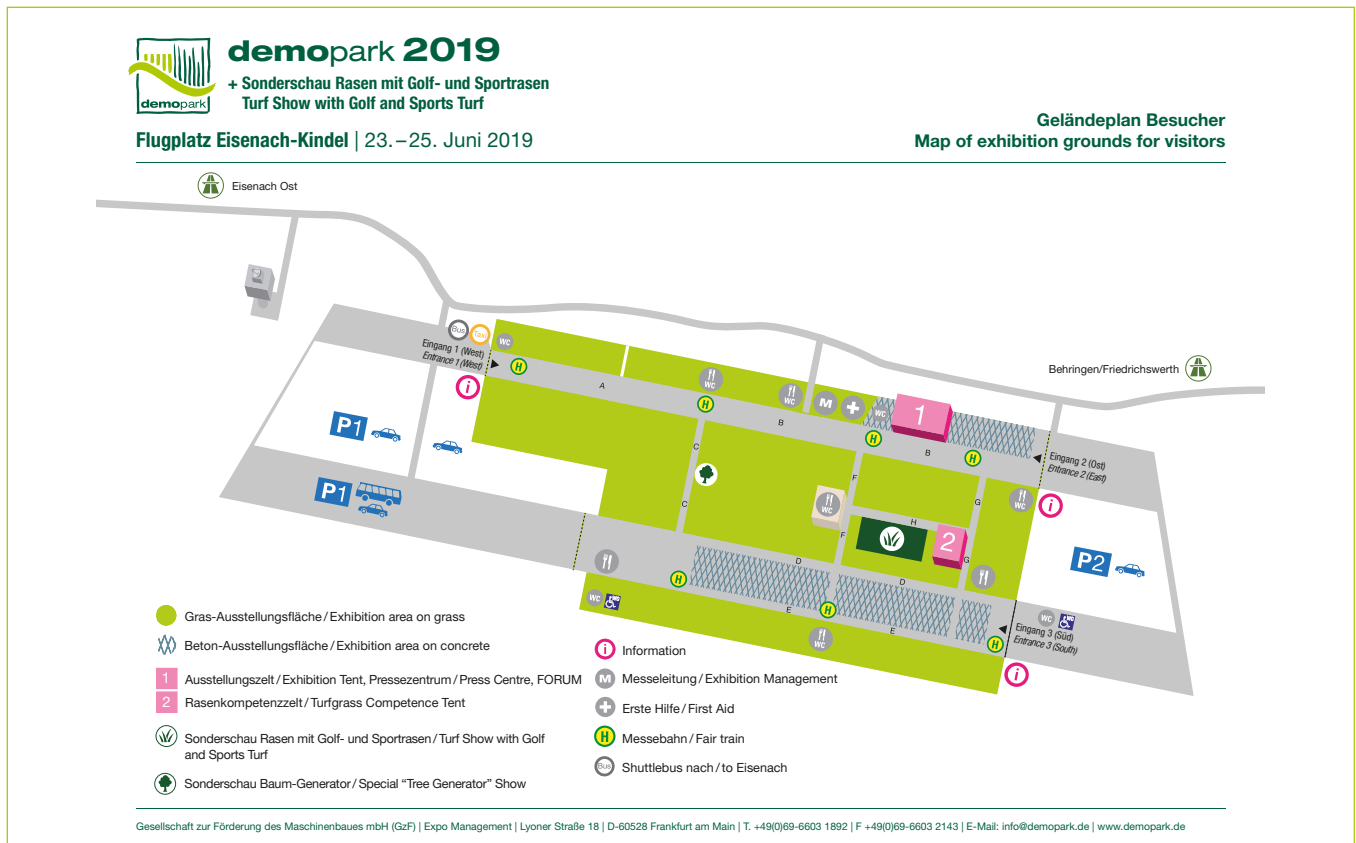 demopark 2019
+ Sonderschau Rasen mit Golf- und Sportrasen
Turf Show with Golf and Sports Turf
demopark
Flugplatz Eisenach-Kindel | 23.–25. Juni 2019
Geländeplan Besucher
Map of exhibition grounds for visitors
Eisenach Ost
Bus
Taxi
WC
Eingang 1 (West)
Entrance 1 (West)
H
i
A
WC
H
WC
M
WC
1
Behringen/Friedrichswerth
B
H
B
H
Eingang 2 (Ost)
Entrance 2 (East)
P1
C
C
F
G
WC
WC
i
P1
G
H
F
2
G
P2
D
D
H
E
H
E
WC
WC
WC
H
WC
WC
Eingang 3 (Süd)
Entrance 3 (South)
i
Gras-Ausstellungsfläche / Exhibition area on grass
Beton-Ausstellungsfläche / Exhibition area on concrete
1 Ausstellungszelt / Exhibition Tent, Pressezentrum / Press Centre, FORUM
2 Rasenkompetenzzelt / Turfgrass Competence Tent
Sonderschau Rasen mit Golf- und Sportrasen / Turf Show with Golf
and Sports Turf
Sonderschau Baum-Generator / Special “Tree Generator” Show
i Information
M Messeleitung / Exhibition Management
Erste Hilfe / First Aid
H Messebahn / Fair train
Bus Shuttlebus nach / to Eisenach
Gesellschaft zur Förderung des Maschinenbaues mbH (GzF) | Expo Management | Lyoner Straße 18 | D-60528 Frankfurt am Main | T. +49(0)69-6603 1892 | F +49(0)69-6603 2143 | E-Mail: info@demopark.de | www.demopark.de